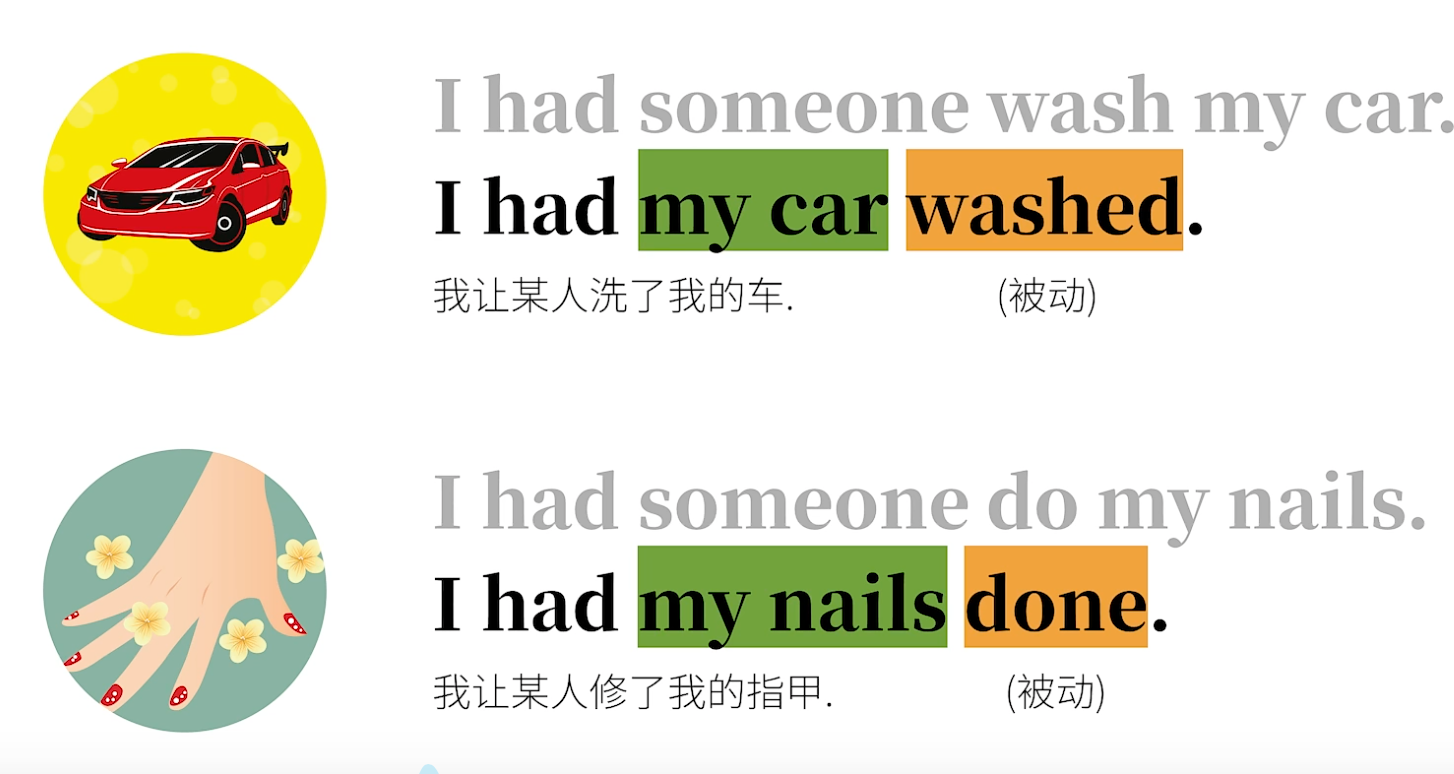 I had someone wash my car.
I had my car washed.
我让某人洗了我的车. (被动)
I had someone do my nails.
I had my nails done.
我让某人修了我的指甲. (被动)